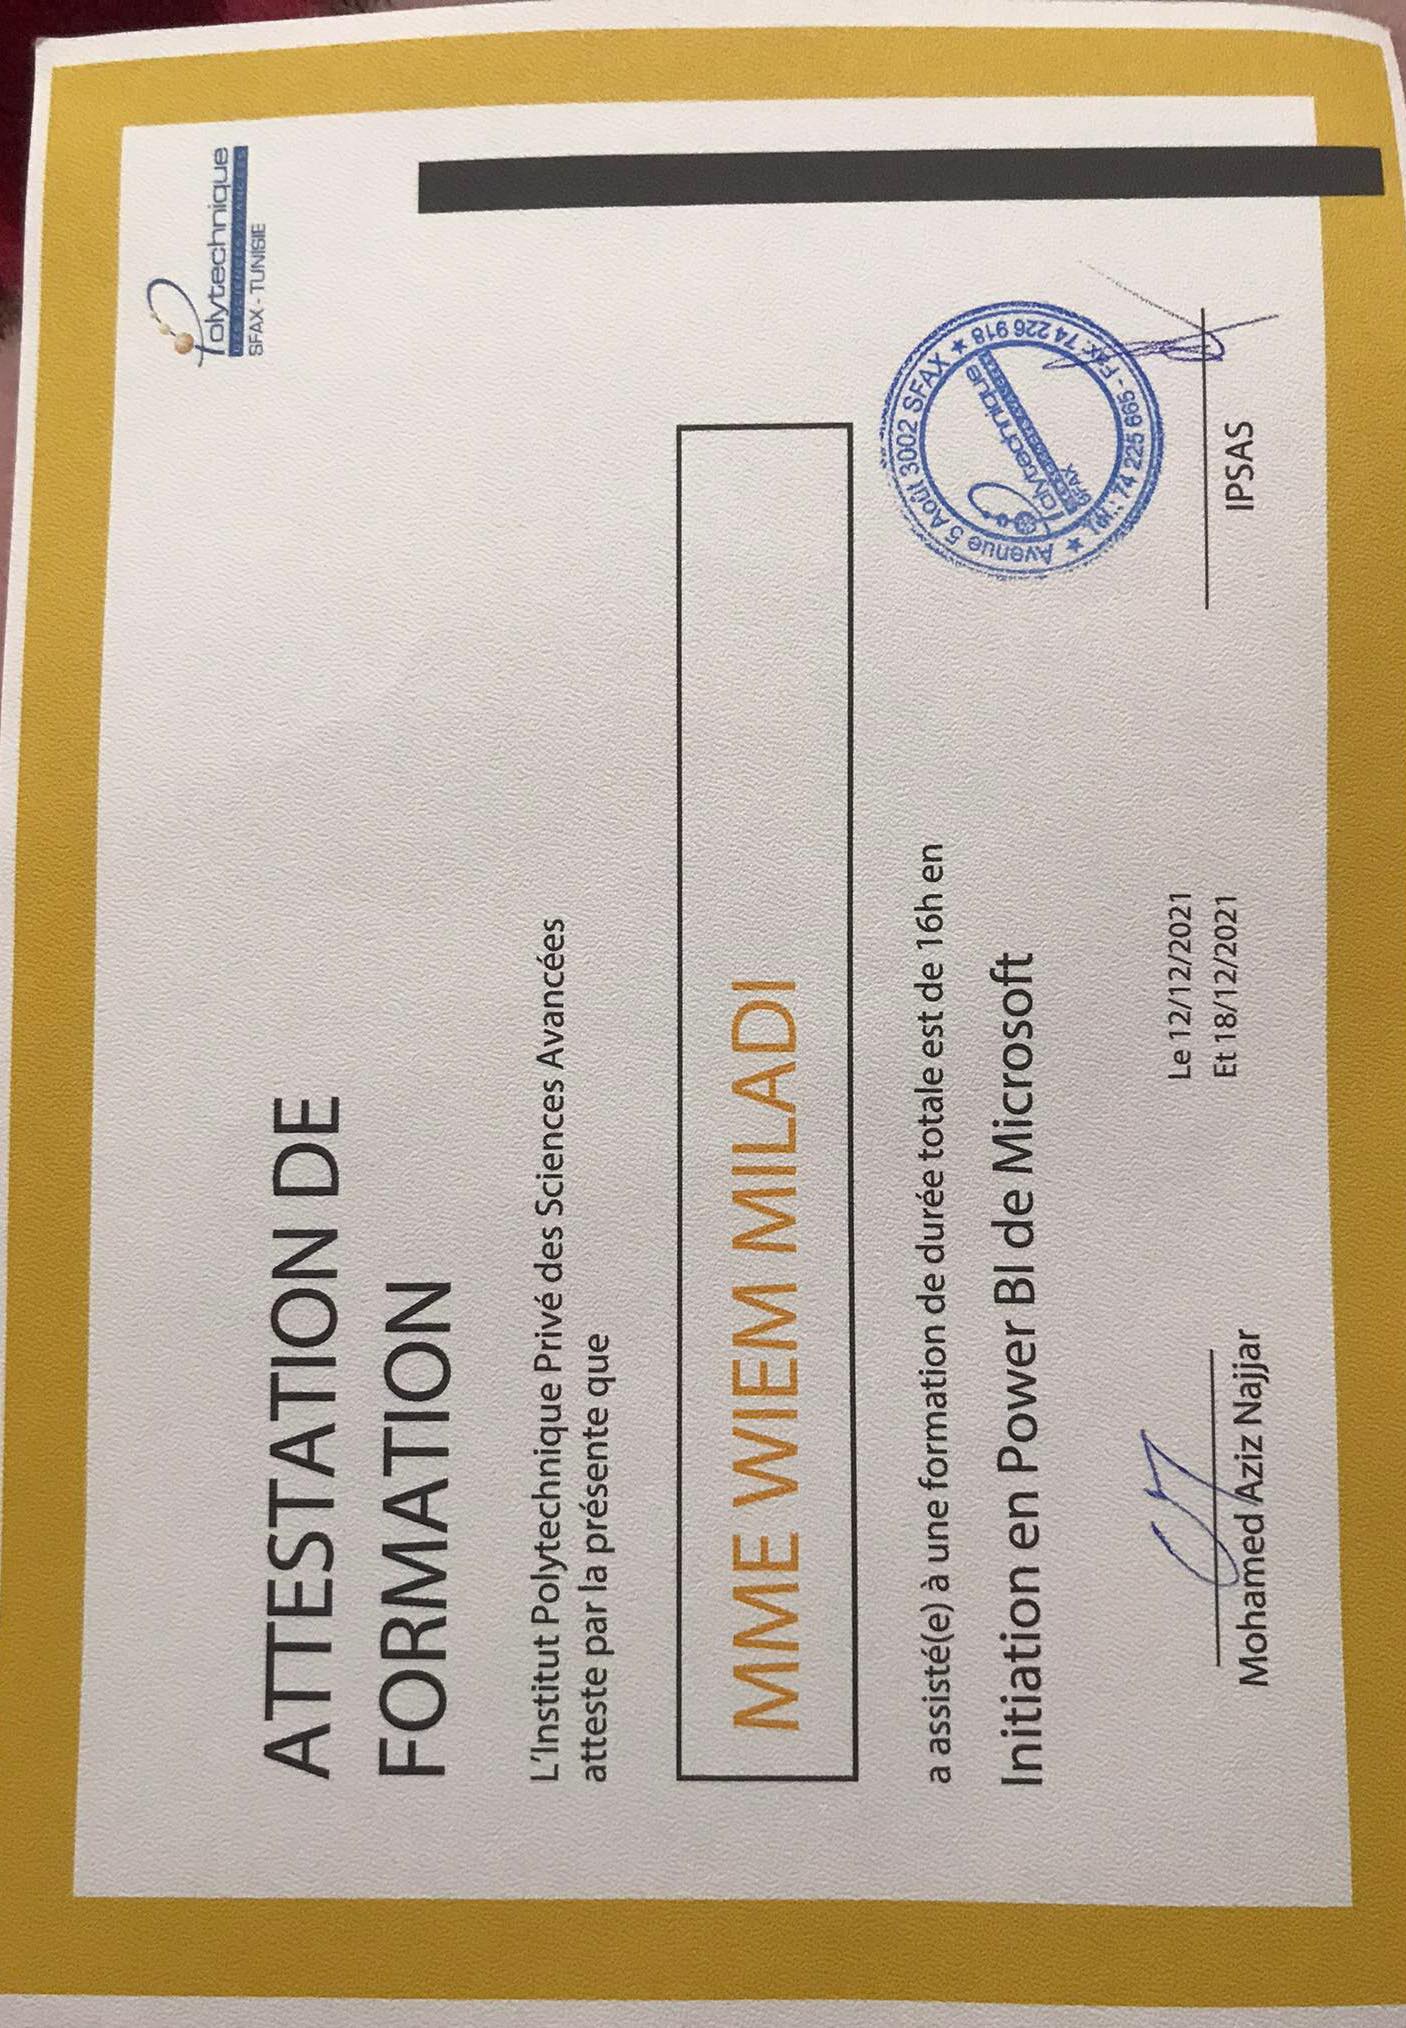 Polytechnique
DES SCIENCES AVANCÉES
SFAX - TUNISIE
ATTESTATION DE
FORMATION
L'Institut Polytechnique Privé des Sciences Avancées
atteste par la présente que
MME WIEM MILADI
a assisté(e) à une formation de durée totale est de 16h en
Initiation en Power BI de Microsoft
Avenue 5 Août 3002 SFAX ★ Tél.: 74 225 665 - Fax: 74 226 918 ★
Polytechnique
SFAX
Le 12/12/2021
Et 18/12/2021
Mohamed Aziz Najjar
IPSAS